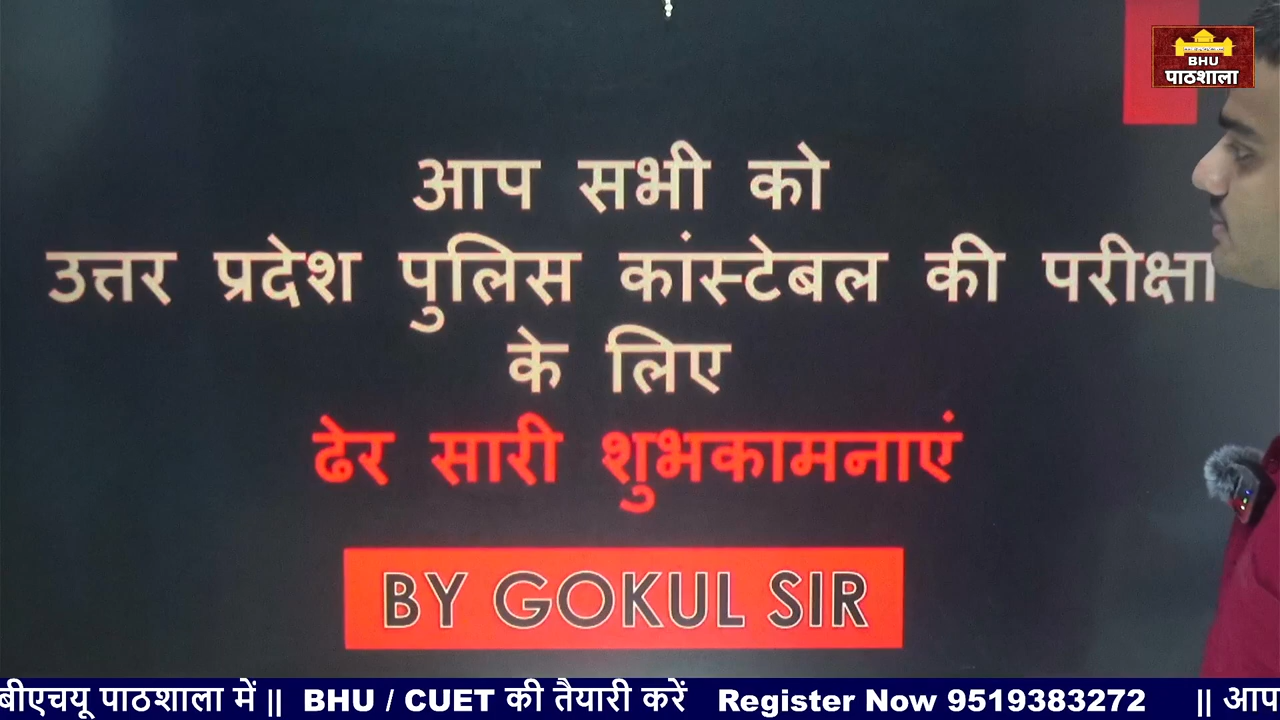 BHU
पाठशाला
आप सभी को
उत्तर प्रदेश पुलिस कांस्टेबल की परीक्षा
के लिए
ढेर सारी शुभकामनाएं
BY GOKUL SIR
बीएचयू पाठशाला में || BHU / CUET की तैयारी करें Register Now 9519383272 || आप